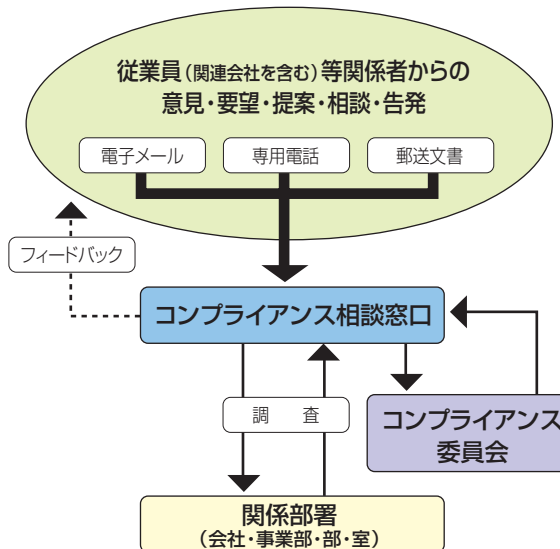 従業員(関連会社を含む)等関係者からの
意見・要望・提案・相談・告発
電子メール
専用電話
郵送文書
フィードバック
コンプライアンス相談窓口
調　査
コンプライアンス
委員会
関係部署
(会社・事業部・部・室)